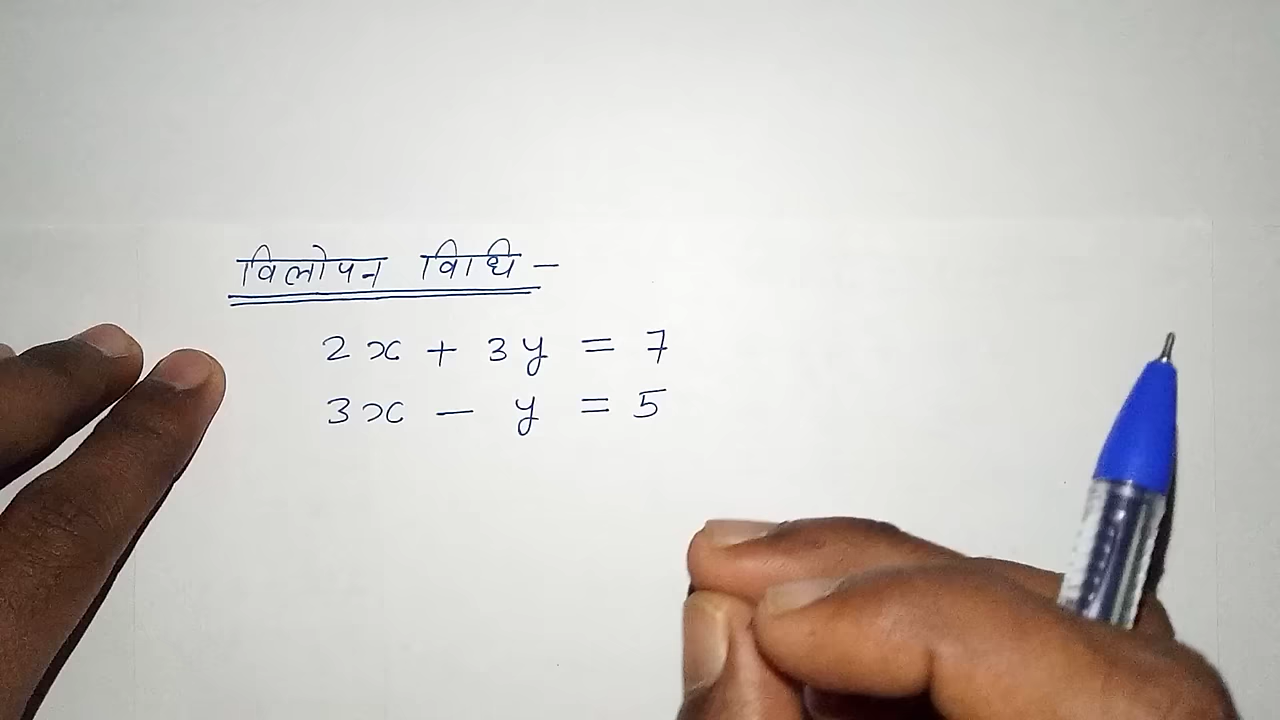 विलोपन विधि -
2x + 3y = 7
3x - y = 5